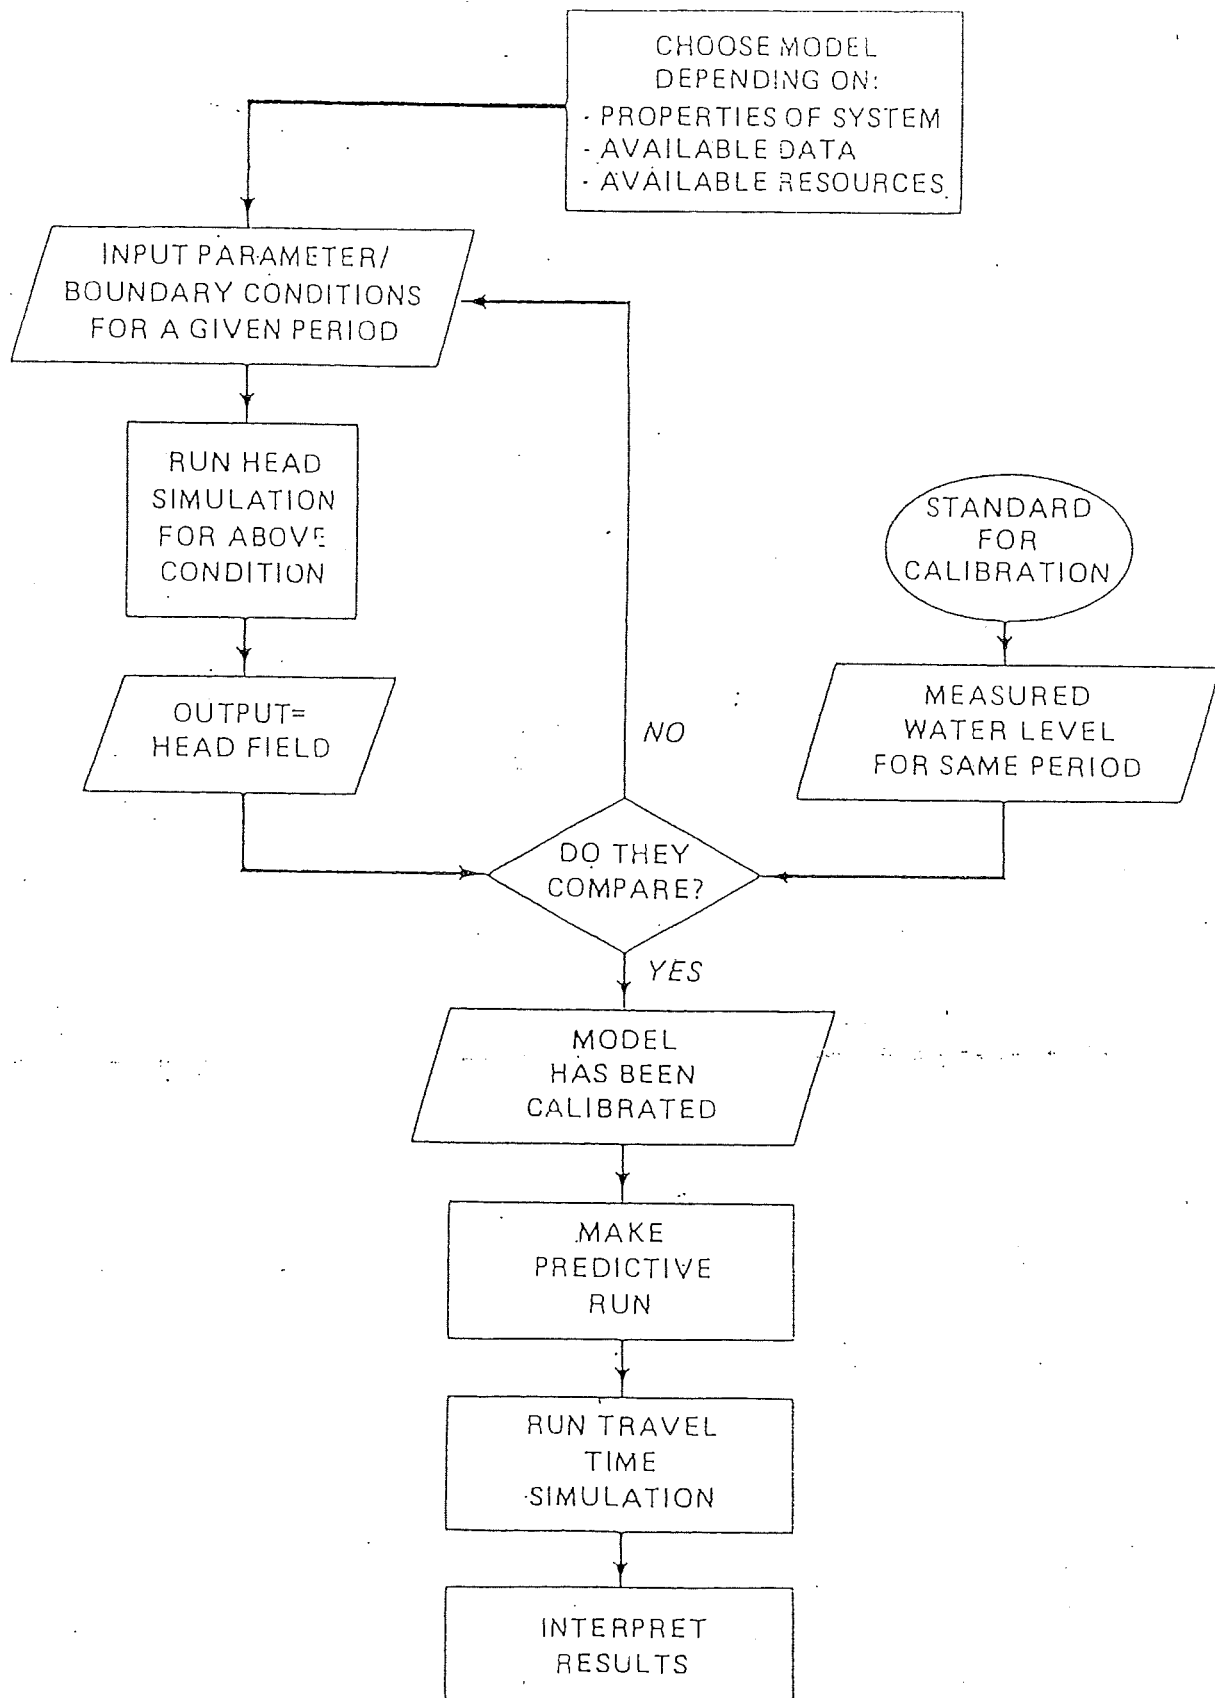 CHOOSE MODEL
DEPENDING ON:
- PROPERTIES OF SYSTEM
- AVAILABLE DATA
- AVAILABLE RESOURCES
INPUT PARAMETER/
BOUNDARY CONDITIONS
FOR A GIVEN PERIOD
RUN HEAD
SIMULATION
FOR ABOVE
CONDITION
OUTPUT=
HEAD FIELD
STANDARD
FOR
CALIBRATION
MEASURED
WATER LEVEL
FOR SAME PERIOD
NO
DO THEY
COMPARE?
YES
MODEL
HAS BEEN
CALIBRATED
MAKE
PREDICTIVE
RUN
RUN TRAVEL
TIME
SIMULATION
INTERPRET
RESULTS